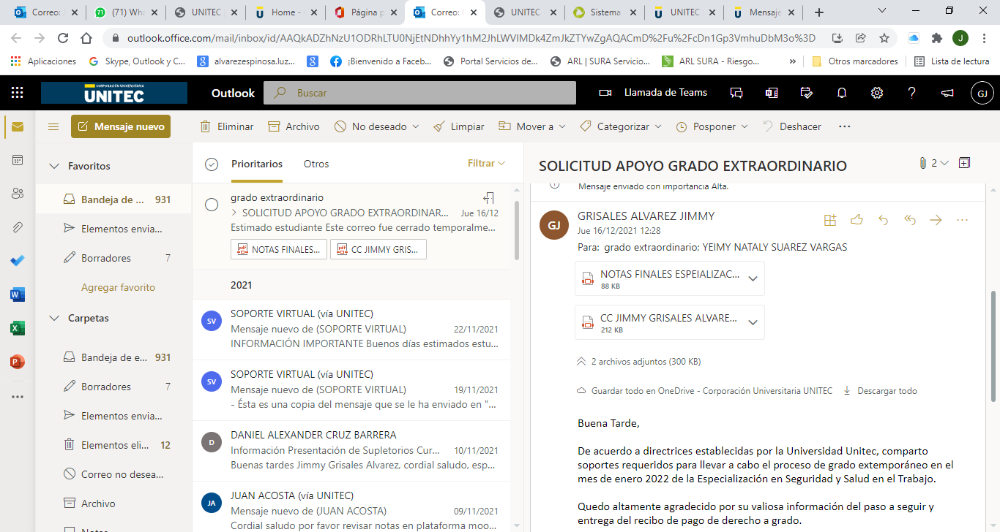 Correo: 
(71) Wha
UNITEC
UNITEC
Home -
Página p
Correo:
UNITEC
Sistema
UNITEC
Mensaje
outlook.office.com/mail/inbox/id/AAQkADZhNzU1ODRhLTU0NjEtNDhhYy1hM2JhLWVlMDk4ZmJkZTYwZgAQACmD%2Fu%2FcDn1Gp3VmhuDbM3o%3D
J
Aplicaciones
Skype, Outlook y C...
alvarezespinosa.luz...
¡Bienvenido a Faceb...
Portal Servicios de...
ARL | SURA Servicio...
ARL SURA - Riesgo...
»
Otros marcadores
Lista de lectura
CORPORACIÓN UNIVERSITARIA
UNITEC
Outlook
Buscar
Llamada de Teams
GJ
Mensaje nuevo
Eliminar
Archivo
No deseado
Limpiar
Mover a
Categorizar
Posponer
Deshacer
Favoritos
Bandeja de ... 931
Elementos envia...
Borradores 7
Agregar favorito
Carpetas
Bandeja de e... 931
Borradores 7
Elementos envia...
Elementos eli... 12
Correo no desea...
Archivo
Notas
Prioritarios
Otros
Filtrar
grado extraordinario
SOLICITUD APOYO GRADO EXTRAORDINAR... Jue 16/12
Estimado estudiante Este correo fue cerrado temporalme...
NOTAS FINALES...
CC JIMMY GRIS...
2021
SV
SOPORTE VIRTUAL (vía UNITEC)
Mensaje nuevo de (SOPORTE VIRTUAL) 22/11/2021
INFORMACIÓN IMPORTANTE Buenos días estimados estu...
SV
SOPORTE VIRTUAL (vía UNITEC)
Mensaje nuevo de (SOPORTE VIRTUAL) 19/11/2021
- Ésta es una copia del mensaje que se le ha enviado en "...
D
DANIEL ALEXANDER CRUZ BARRERA
Información Presentación de Supletorios Cur... 10/11/2021
Buenas tardes Jimmy Grisales Alvarez, cordial saludo, esp...
JA
JUAN ACOSTA (vía UNITEC)
Mensaje nuevo de (JUAN ACOSTA) 09/11/2021
Cordial saludo por favor revisar notas en plataforma moo...
SOLICITUD APOYO GRADO EXTRAORDINARIO
2
Mensaje enviado con importancia Alta.
GJ
GRISALES ALVAREZ JIMMY
Jue 16/12/2021 12:28
Para: grado extraordinario; YEIMY NATALY SUAREZ VARGAS
NOTAS FINALES ESPEIALIZAC...
88 KB
CC JIMMY GRISALES ALVARE...
212 KB
2 archivos adjuntos (300 KB)
Guardar todo en OneDrive - Corporación Universitaria UNITEC
Descargar todo
Buena Tarde,
De acuerdo a directrices establecidas por la Universidad Unitec, comparto
soportes requeridos para llevar a cabo el proceso de grado extemporáneo en el
mes de enero 2022 de la Especialización en Seguridad y Salud en el Trabajo.
Quedo altamente agradecido por su valiosa información del paso a seguir y
entrega del recibo de pago de derecho a grado.